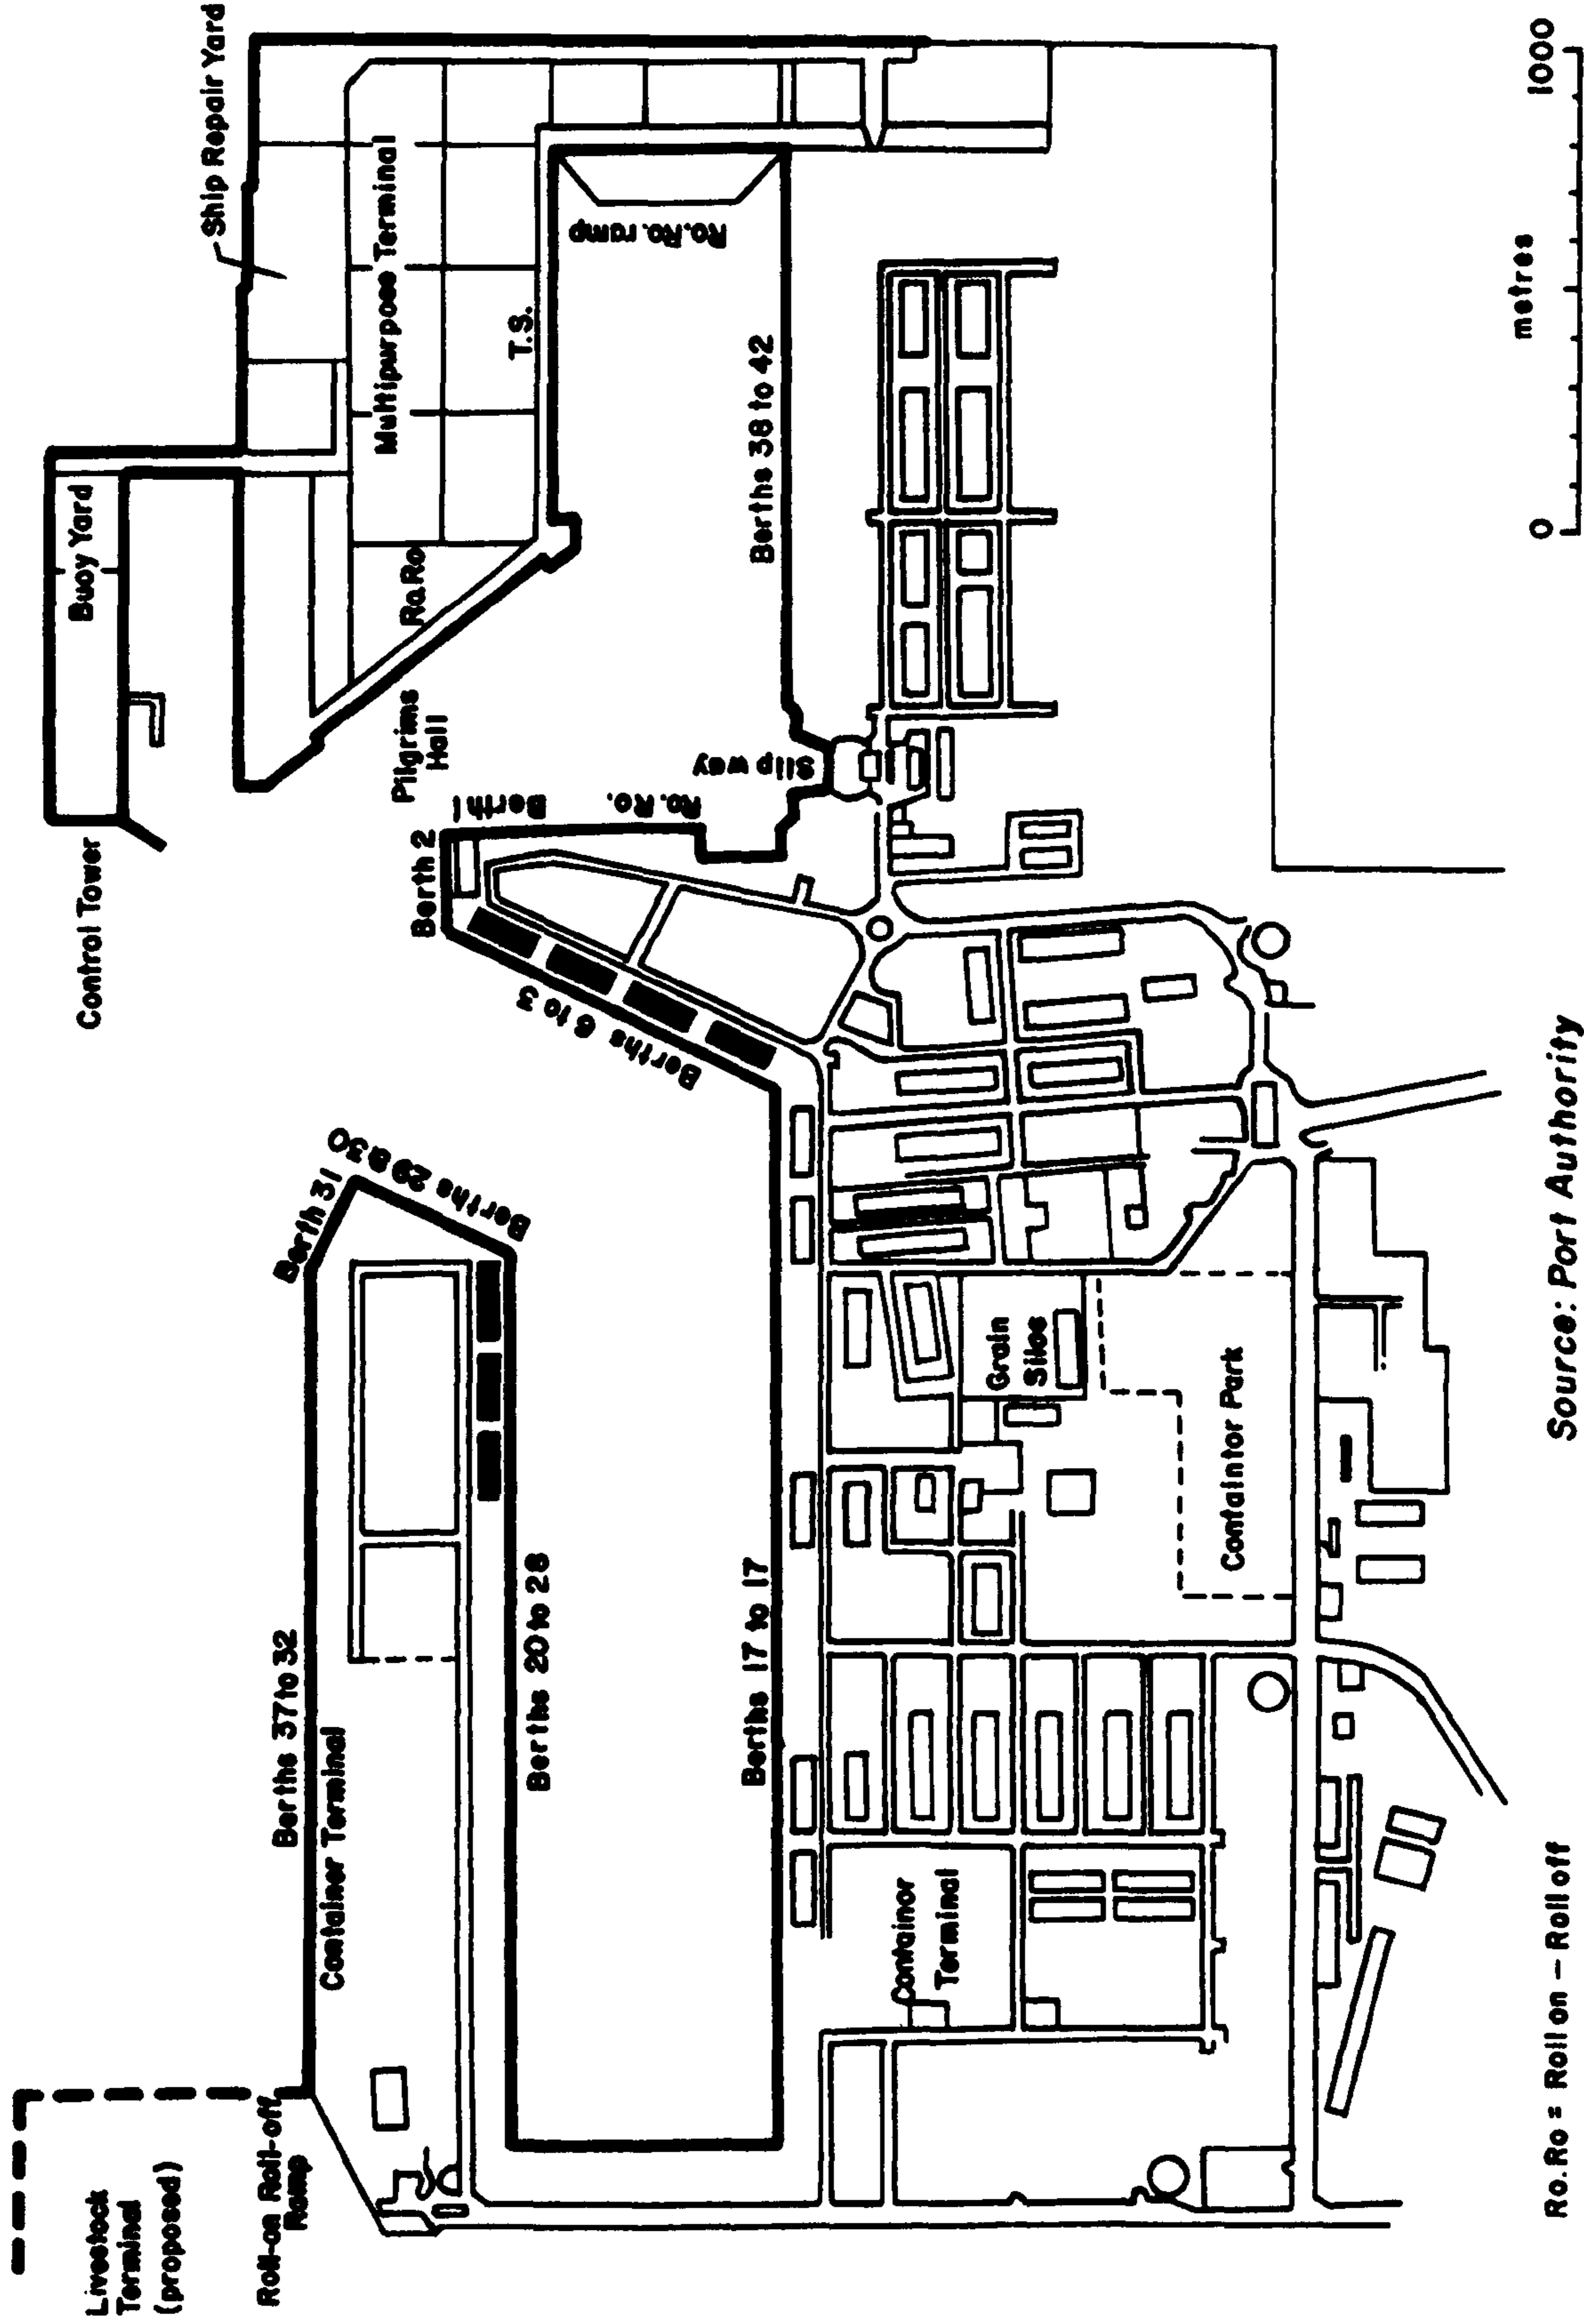 Livestock
Terminal
(proposed)
Roll-on Roll-off
Ramp
Control Tower
Buoy Yard
Ship Repair Yard
Berths 37 to 32
Container Terminal
Berth 31
Berths 29 & 30
Berths 20 to 28
Berth 2
Berth 1
Ro.Ro.
Berths 6 to 3
Pilgrims
Hall
Ro.Ro
Multipurpose Terminal
T.S.
Ro.Ro. ramp
Berths 17 to 17
Slip way
Berths 38 to 42
Containor
Terminal
Grain
Silos
Containtor Park
Ro.Ro = Roll on - Roll off
Source: Port Authority
0
metres
1000